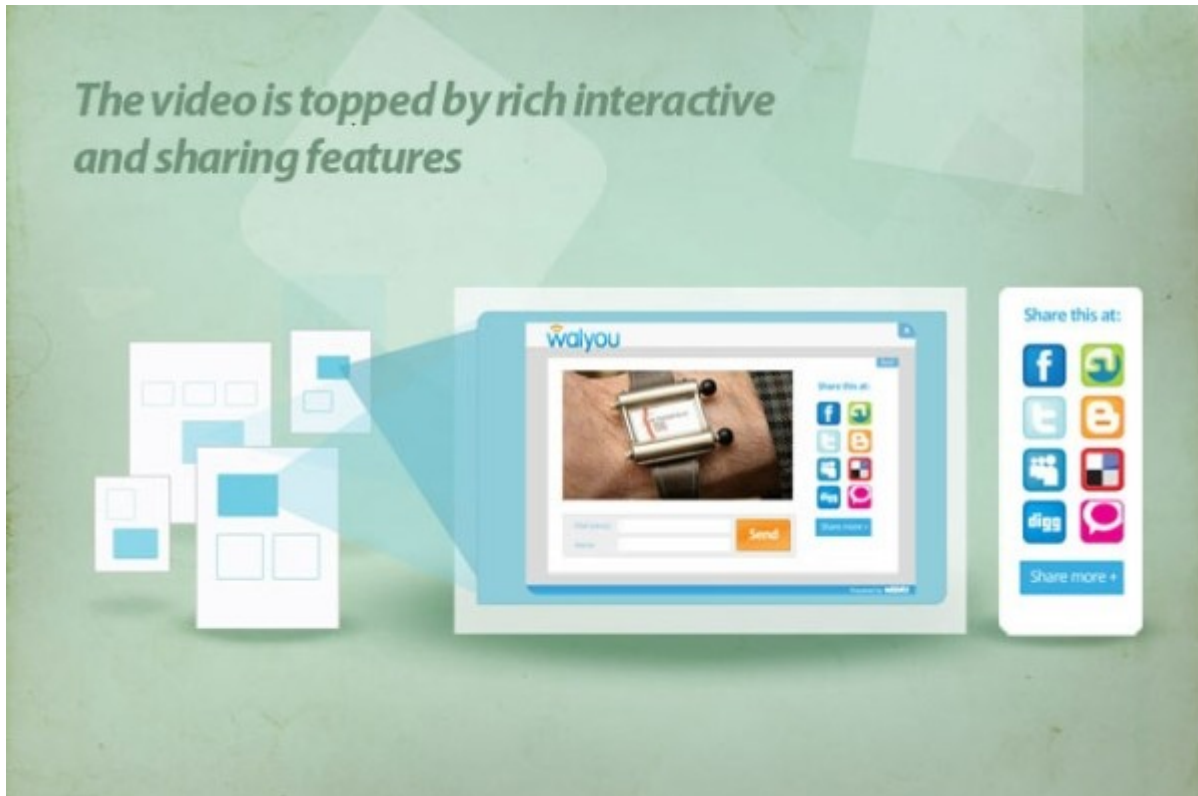 The video is topped by rich interactive
and sharing features
walyou
Share this at:
Send
Share more +
Share this at:
digg
Share more +